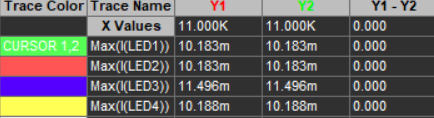 Trace Color Trace Name Y1 Y2 Y1 - Y2
X Values 11.000K 11.000K 0.000
CURSOR 1,2 Max(I(LED1)) 10.183m 10.183m 0.000
Max(I(LED2)) 10.183m 10.183m 0.000
Max(I(LED3)) 11.496m 11.496m 0.000
Max(I(LED4)) 10.188m 10.188m 0.000